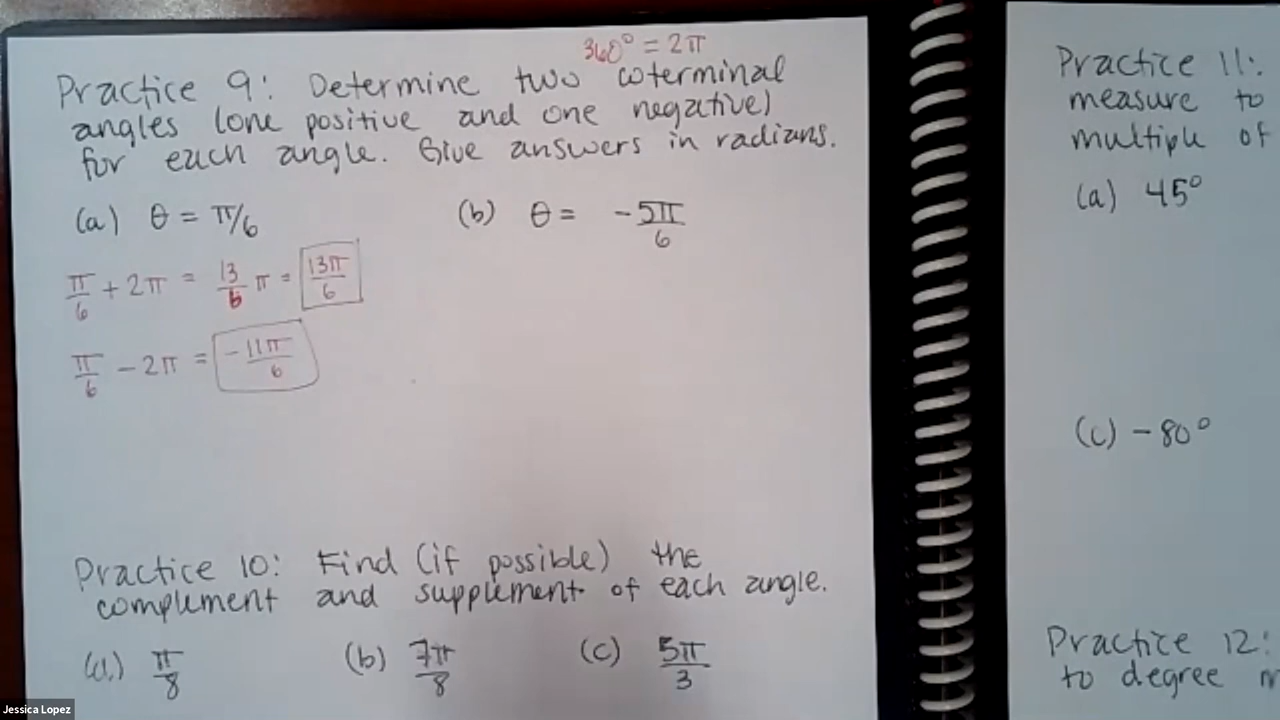 360° = 2π
Practice 9: Determine two coterminal
angles (one positive and one negative)
for each angle. Give answers in radians.
(a) θ = π/6
(b) θ = -5π/6
π/6 + 2π = 13/6 π = 13π/6
π/6 - 2π = -11π/6
Practice 10: Find (if possible) the
complement and supplement of each angle.
(a) π/8
(b) 7π/8
(c) 5π/3
Practice 11:
measure to
multiple of
(a) 45°
(c) -80°
Practice 12:
to degree
Jessica Lopez